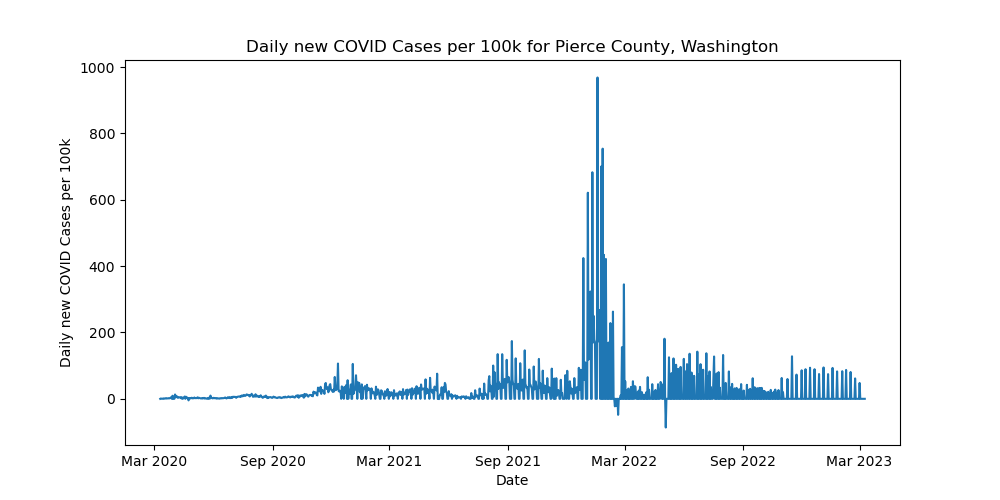 Daily new COVID Cases per 100k for Pierce County, Washington
1000
800
600
400
200
0
Daily new COVID Cases per 100k
Mar 2020 Sep 2020 Mar 2021 Sep 2021 Mar 2022 Sep 2022 Mar 2023
Date